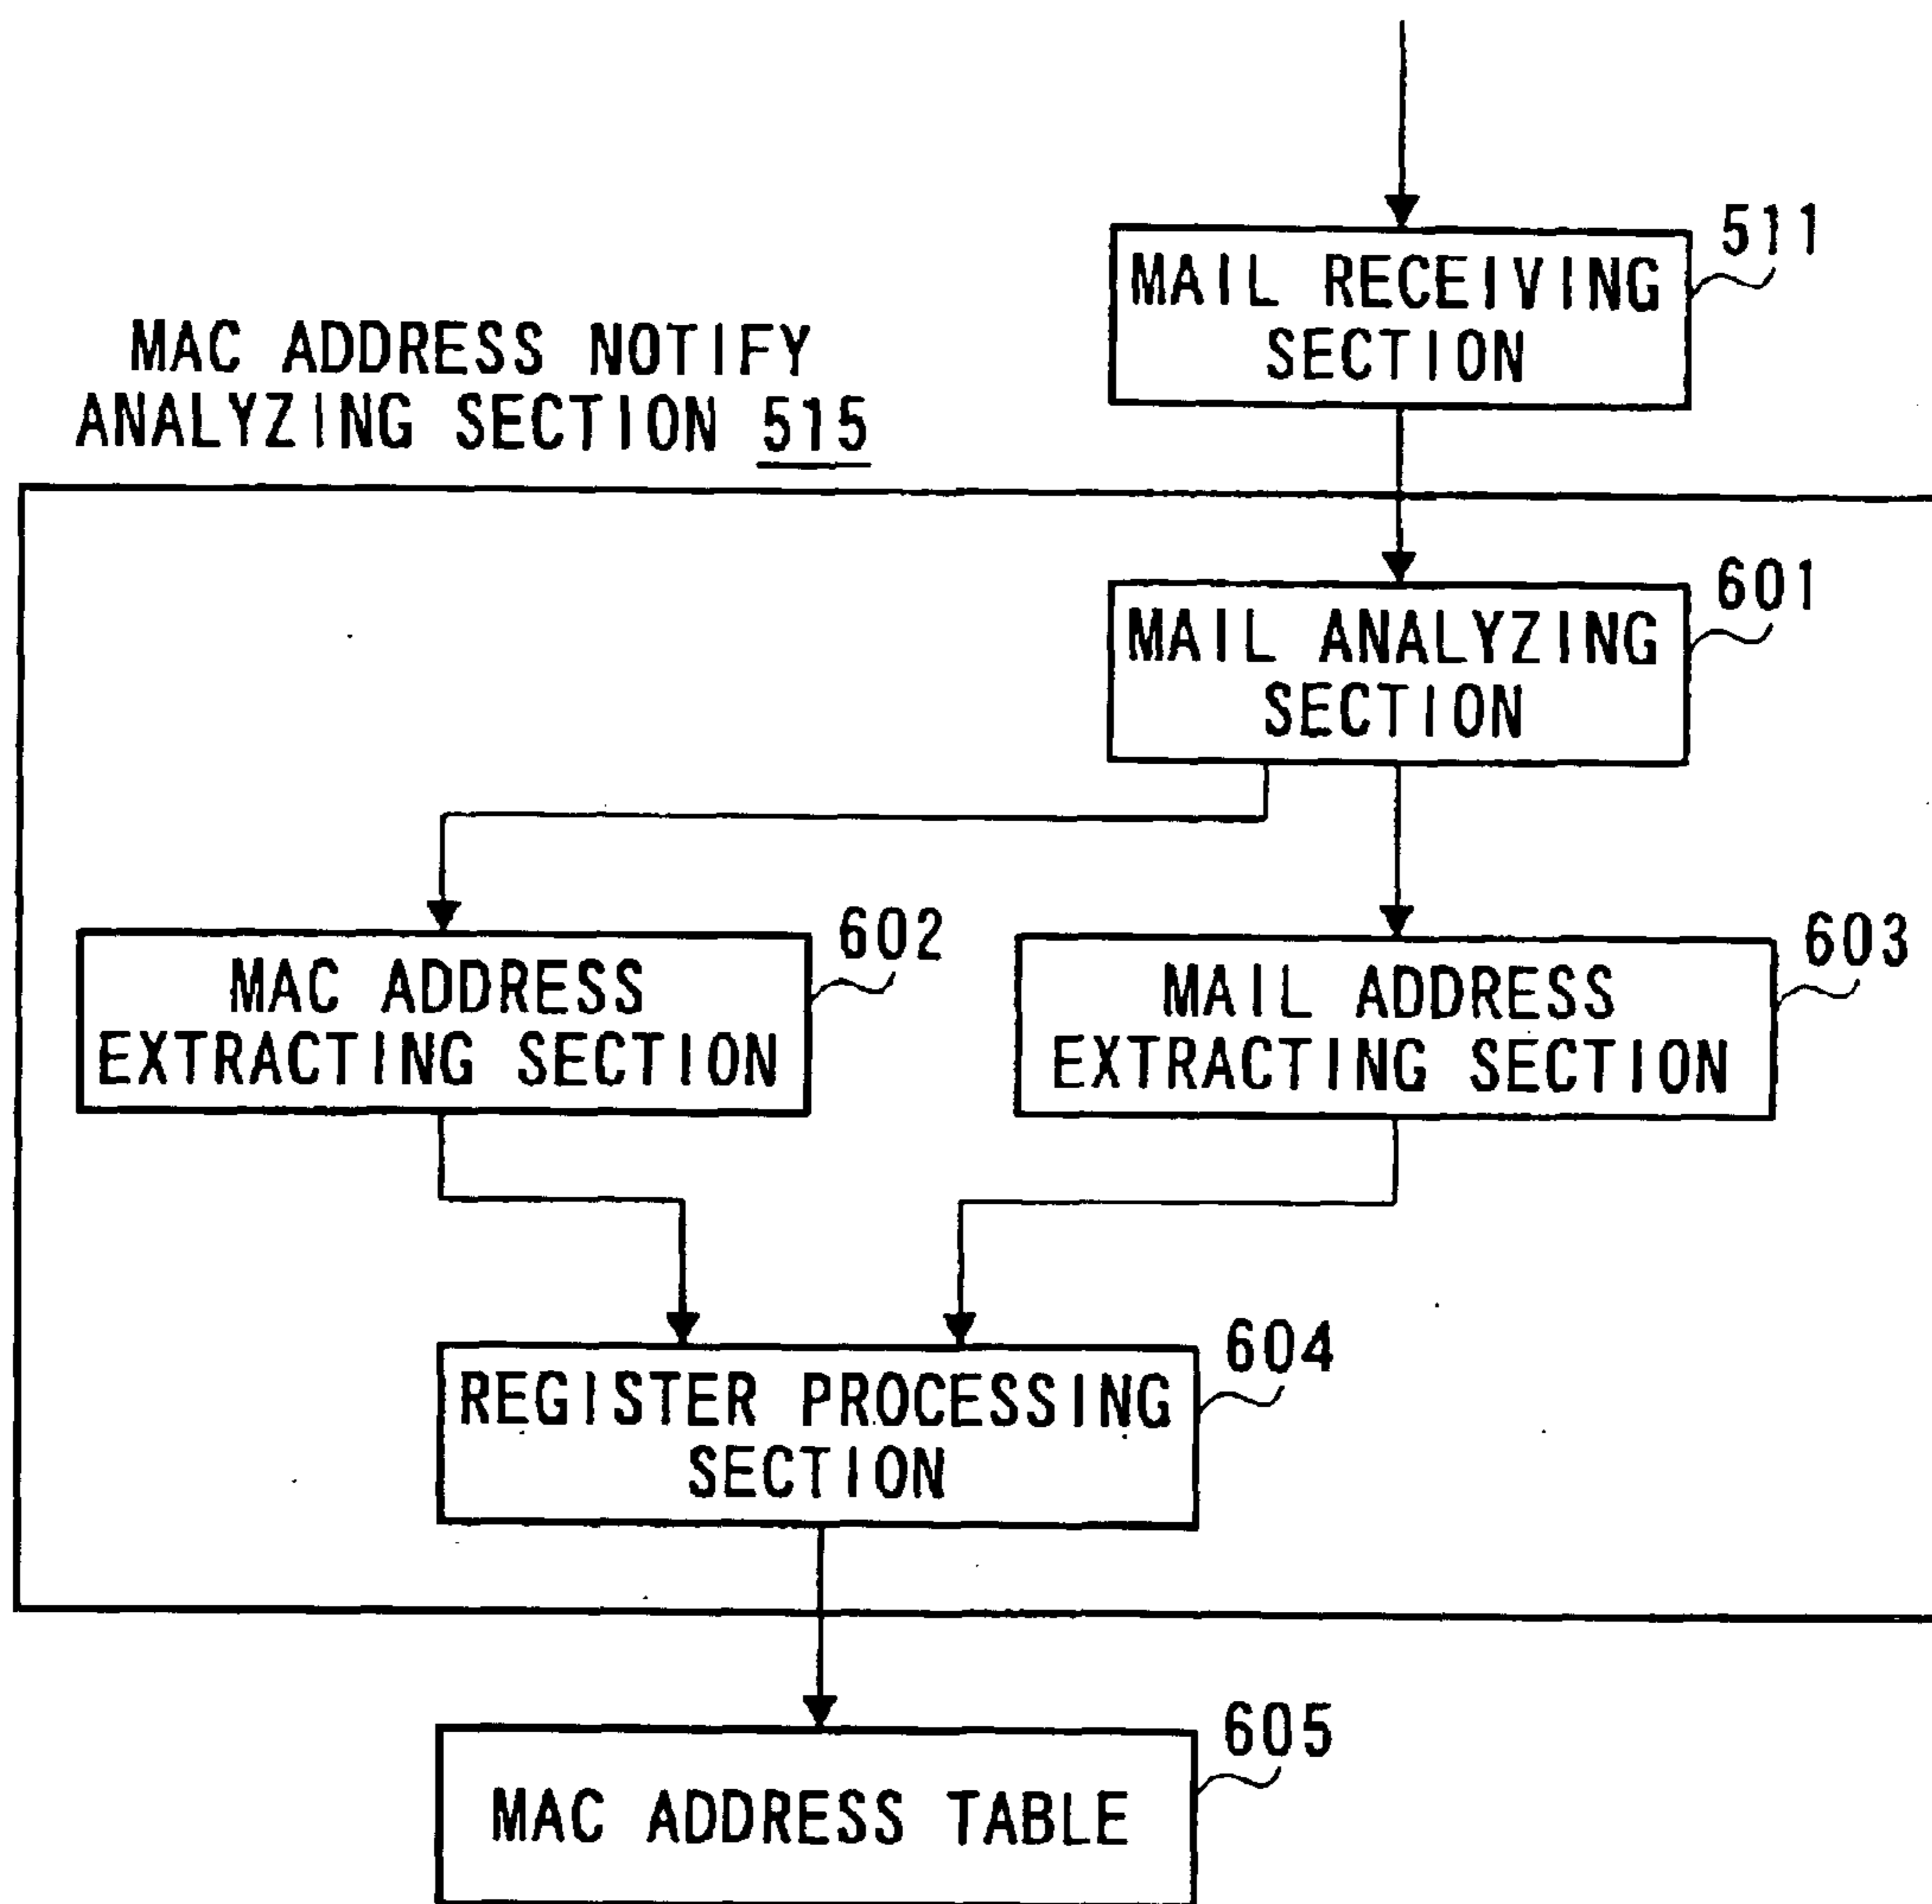 511
MAIL RECEIVING
SECTION
MAC ADDRESS NOTIFY
ANALYZING SECTION 515
601
MAIL ANALYZING
SECTION
602
MAC ADDRESS
EXTRACTING SECTION
603
MAIL ADDRESS
EXTRACTING SECTION
604
REGISTER PROCESSING
SECTION
605
MAC ADDRESS TABLE